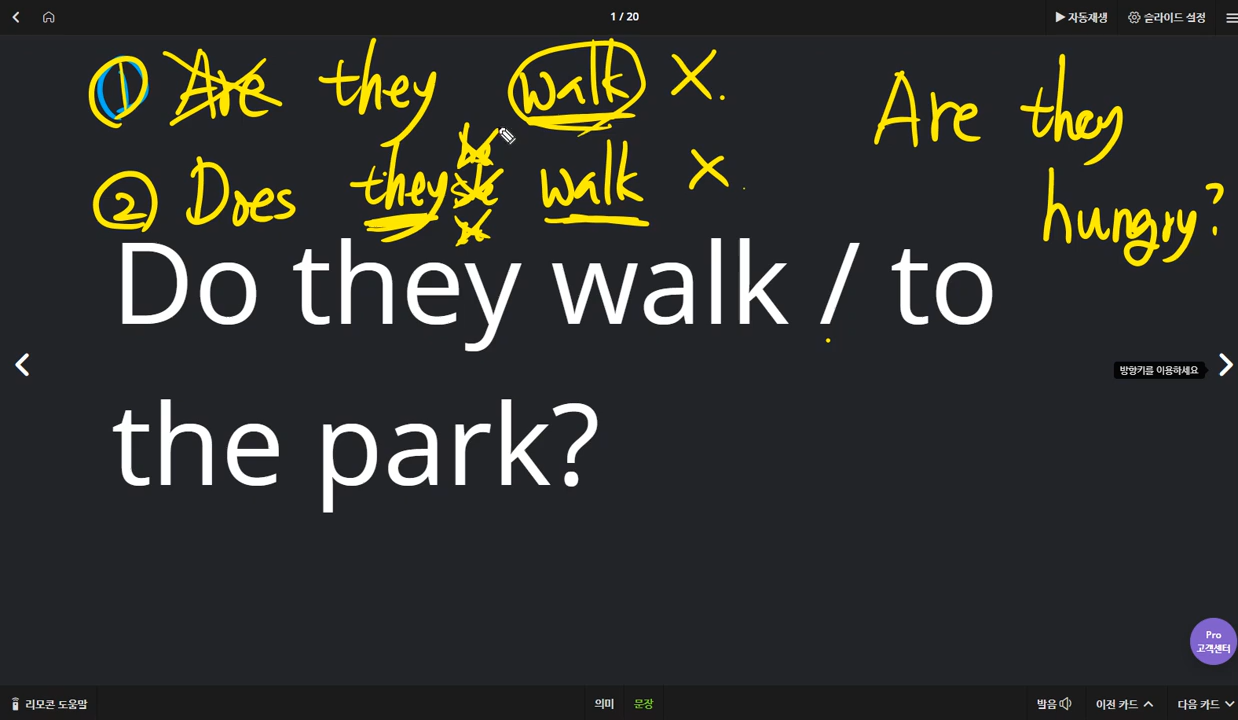 1 / 20
자동재생
슬라이드 설정
① Are they walk X.
② Does they walk X
Are they
hungry?
Do they walk / to
the park?
방향키를 이용하세요
Pro
고객센터
리모콘 도움말
의미
문장
발음
이전 카드
다음 카드